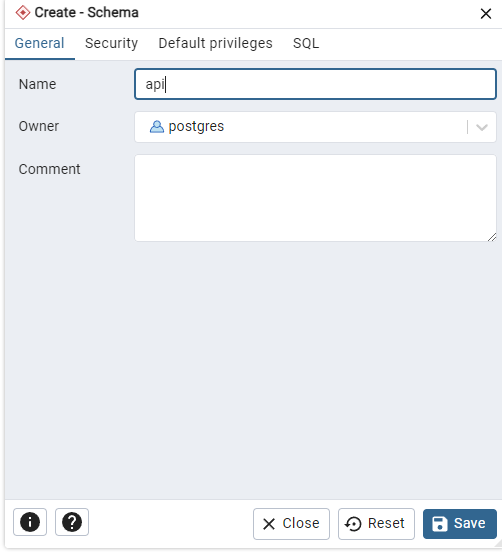 Create - Schema
General Security Default privileges SQL
Name api
Owner postgres
Comment
Close Reset Save